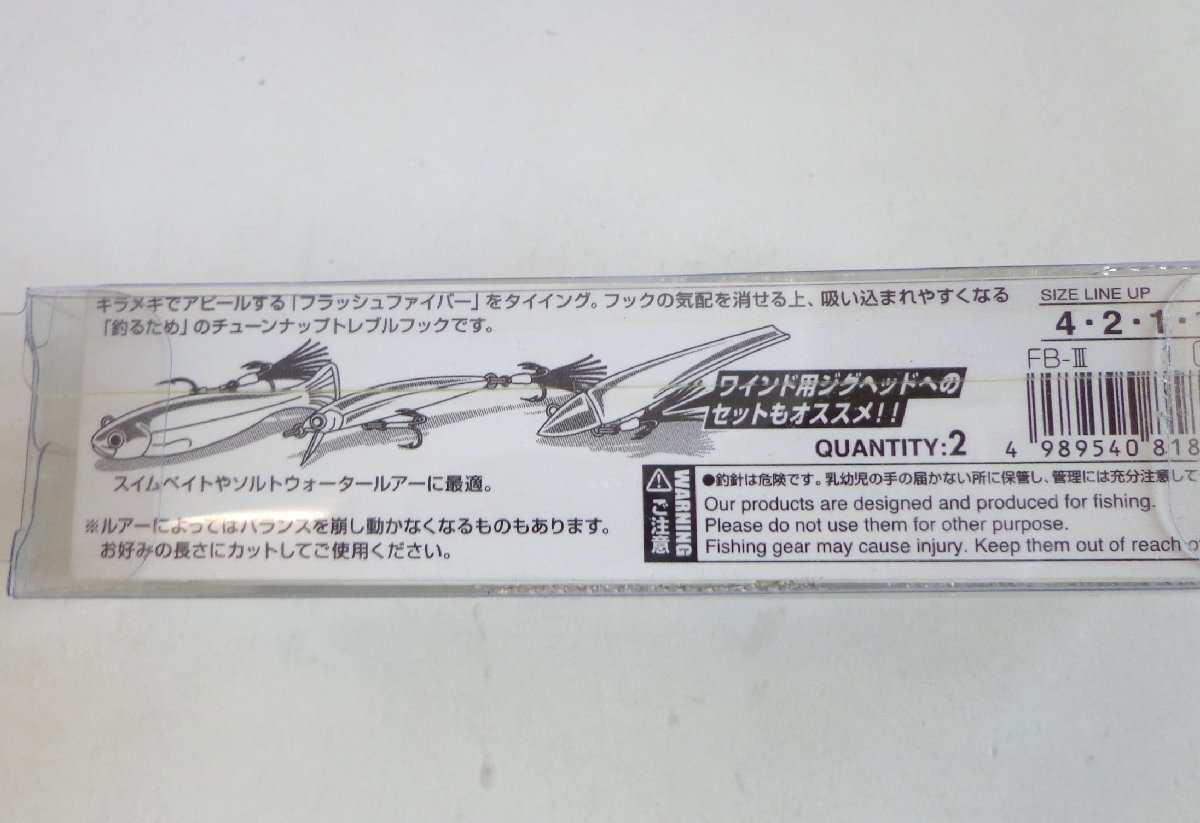 キラメキでアピールする「フラッシュファイバー」をタイイング。フックの気配を消せる上、吸い込まれやすくなる
「釣るため」のチューンナップトレブルフックです。
ワインド用ジグヘッドへの
セットもオススメ!!
QUANTITY:2
スイムベイトやソルトウォータールアーに最適。
※ルアーによってはバランスを崩し動かなくなるものもあります。
お好みの長さにカットしてご使用ください。
SIZE LINE UP
4・2・1・
FB-Ⅲ
4 989540 818
WARNING
ご注意
●釣針は危険です。乳幼児の手の届かない所に保管し、管理には充分注意して
Our products are designed and produced for fishing.
Please do not use them for other purpose.
Fishing gear may cause injury. Keep them out of reach